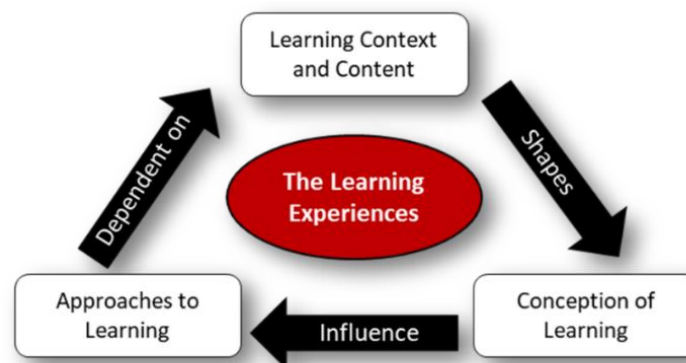 Learning Context
and Content
Shapes
Dependent on
The Learning
Experiences
Approaches to
Learning
Influence
Conception of
Learning